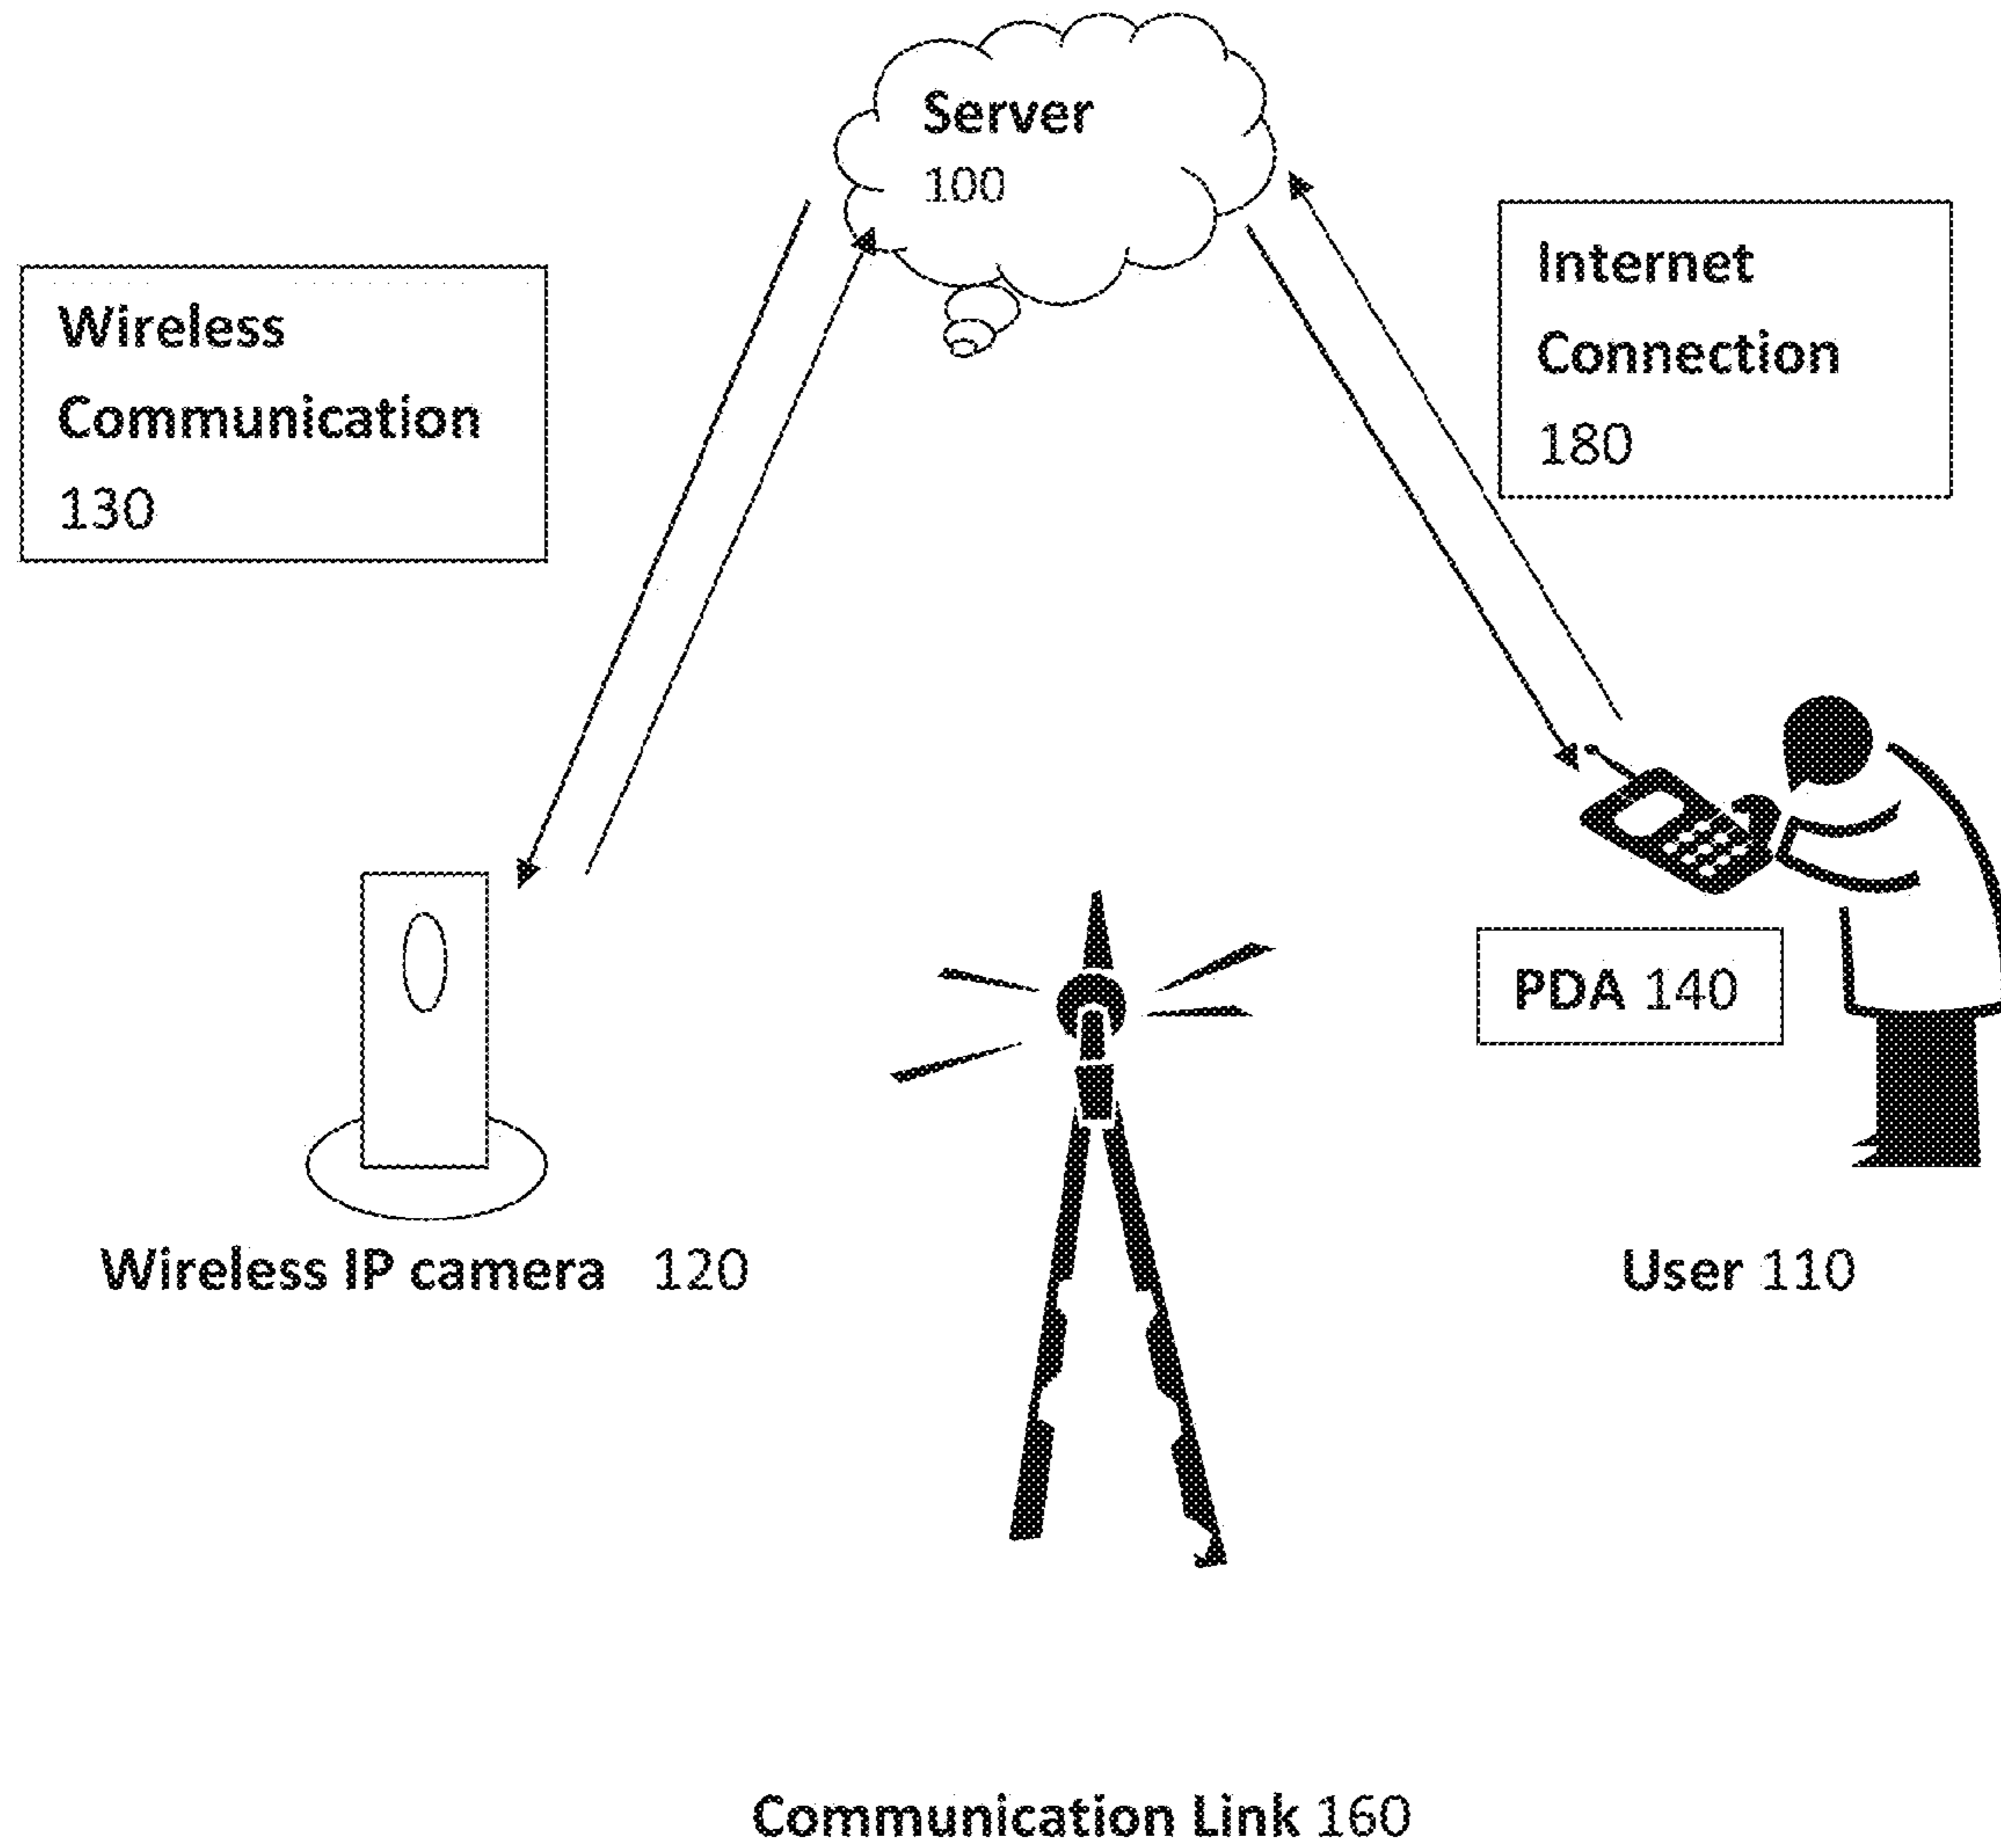 Server
100
Wireless
Communication
130
Internet
Connection
180
PDA 140
Wireless IP camera 120
User 110
Communication Link 160